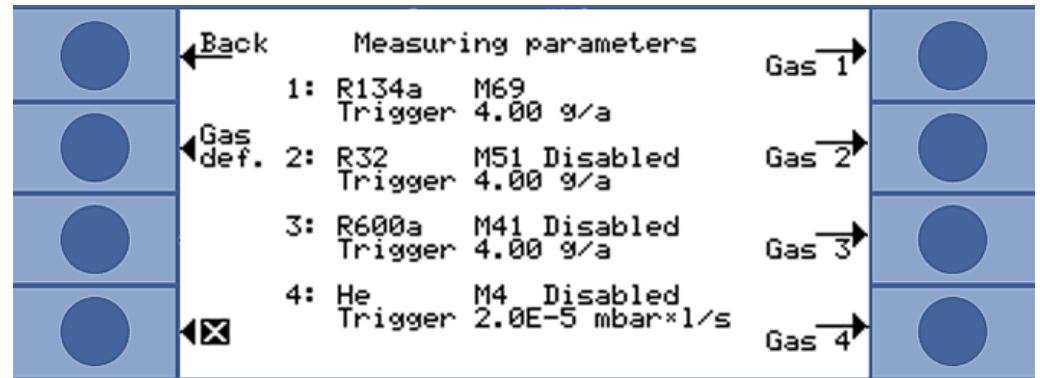 Back
Measuring parameters
Gas 1
1: R134a M69
Trigger 4.00 g/a
Gas
def.
2: R32 M51 Disabled
Trigger 4.00 g/a
Gas 2
3: R600a M41 Disabled
Trigger 4.00 g/a
Gas 3
4: He M4 Disabled
Trigger 2.0E-5 mbar×l/s
Gas 4